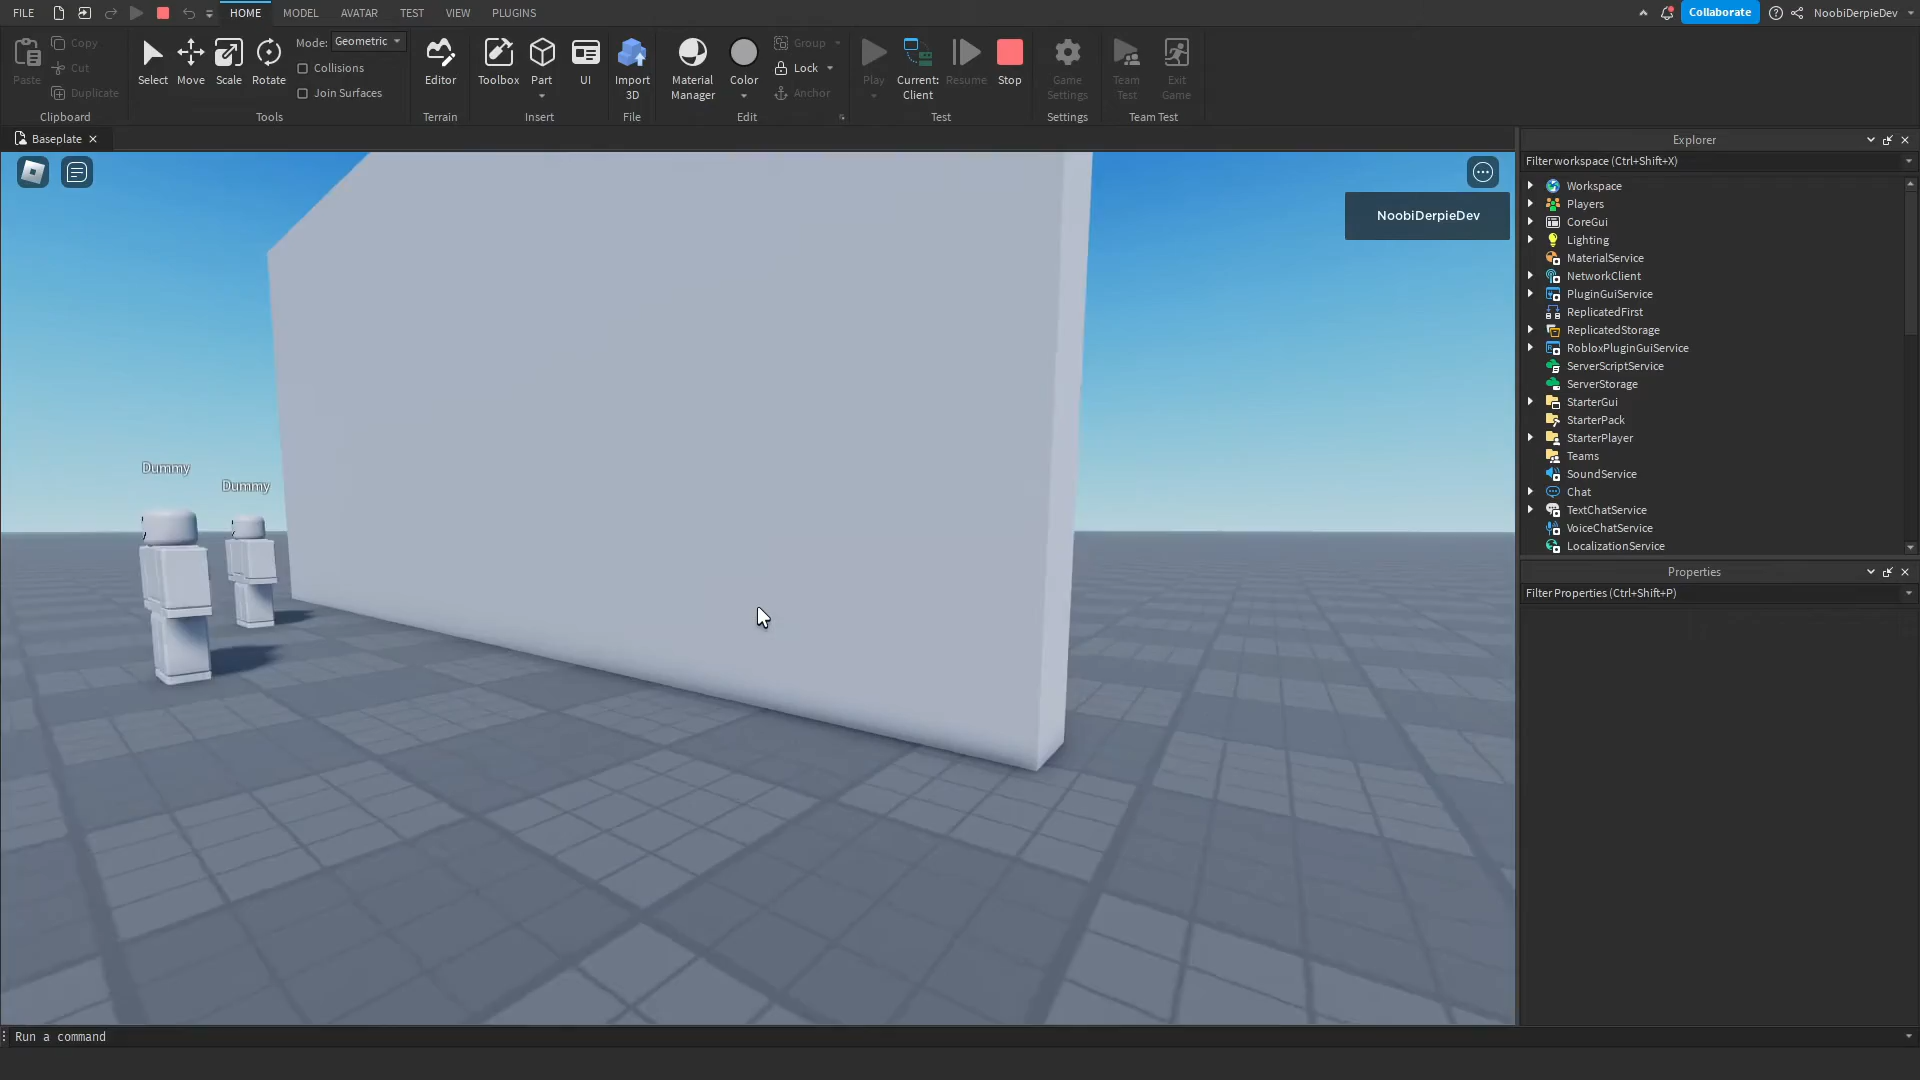 FILE HOME MODEL AVATAR TEST VIEW PLUGINS Collaborate NoobiDerpieDev
Paste Copy Cut Duplicate
Clipboard
Select Move Scale Rotate
Mode: Geometric
Collisions
Join Surfaces
Tools
Editor
Terrain
Toolbox Part UI
Insert
Import
3D
File
Material
Manager
Color
Group
Lock
Anchor
Edit
Play
Current:
Client
Resume
Stop
Test
Game
Settings
Settings
Team
Test
Exit
Game
Team Test
Baseplate
NoobiDerpieDev
Dummy
Dummy
Explorer
Filter workspace (Ctrl+Shift+X)
Workspace
Players
CoreGui
Lighting
MaterialService
NetworkClient
PluginGuiService
ReplicatedFirst
ReplicatedStorage
RobloxPluginGuiService
ServerScriptService
ServerStorage
StarterGui
StarterPack
StarterPlayer
Teams
SoundService
Chat
TextChatService
VoiceChatService
LocalizationService
Properties
Filter Properties (Ctrl+Shift+P)
Run a command